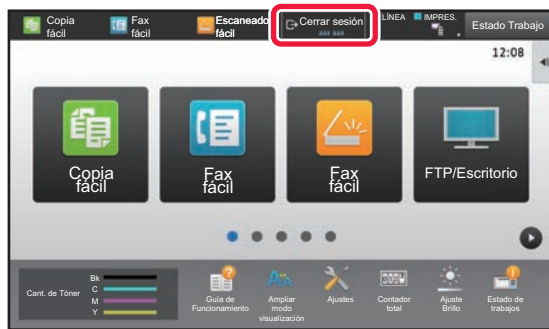 Copia
fácil
Fax
fácil
Escaneado
fácil
Cerrar sesión
LÍNEA
IMPRES.
Estado Trabajo
12:08
Copia
fácil
Fax
fácil
Fax
fácil
FTP/Escritorio
Cant. de Tóner
Bk
C
M
Y
Guía de
Funcionamiento
Ampliar
modo
visualización
Ajustes
Contador
total
Ajuste
Brillo
Estado de
trabajos